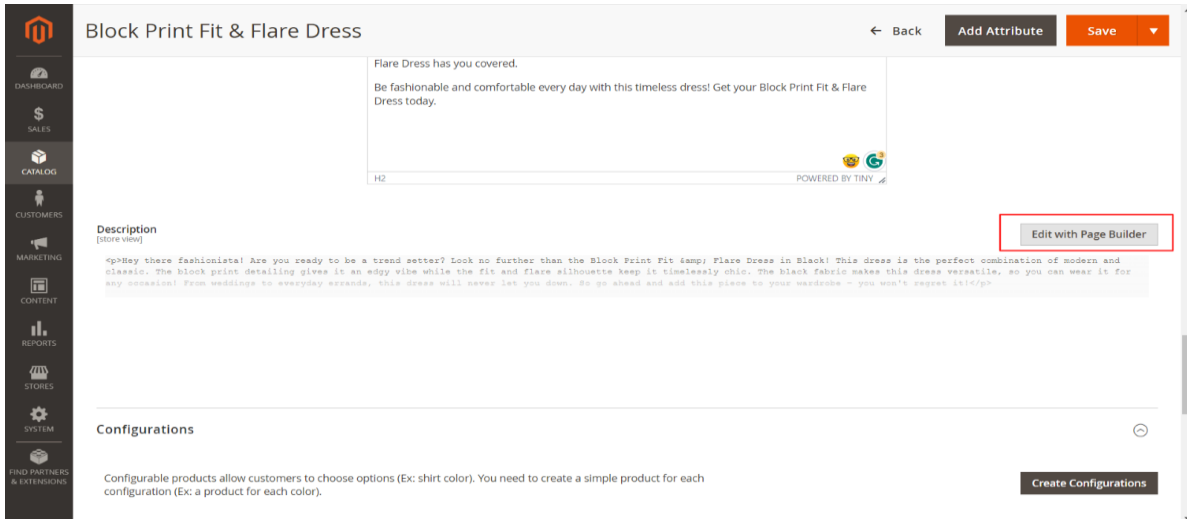 Block Print Fit & Flare Dress
← Back
Add Attribute
Save
DASHBOARD
SALES
CATALOG
CUSTOMERS
MARKETING
CONTENT
REPORTS
STORES
SYSTEM
FIND PARTNERS
& EXTENSIONS
Flare Dress has you covered.
Be fashionable and comfortable every day with this timeless dress! Get your Block Print Fit & Flare
Dress today.
H2
POWERED BY TINY
Description
[store view]
Edit with Page Builder
<p>Hey there fashionista! Are you ready to be a trend setter? Look no further than the Block Print Fit &amp; Flare Dress in Black! This dress is the perfect combination of modern and
classic. The block print detailing gives it an edgy vibe while the fit and flare silhouette keep it timelessly chic. The black fabric makes this dress versatile, so you can wear it for
any occasion! From weddings to everyday errands, this dress will never let you down. So go ahead and add this piece to your wardrobe – you won't regret it!</p>
Configurations
Configurable products allow customers to choose options (Ex: shirt color). You need to create a simple product for each
configuration (Ex: a product for each color).
Create Configurations